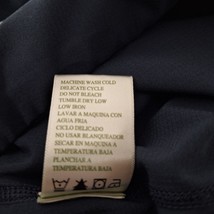 MACHINE WASH COLD
DELICATE CYCLE
DO NOT BLEACH
TUMBLE DRY LOW
LOW IRON
LAVAR A MAQUINA CON
AGUA FRIA
CICLO DELICADO
NO USAR BLANQUEADOR
SECAR EN MAQUINA A
TEMPERATURA BAJA
PLANCHAR A
TEMPERATURA BAJA